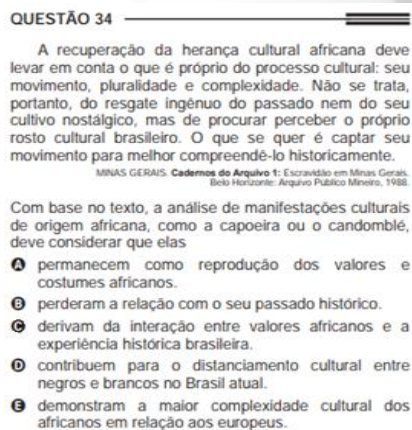 QUESTÃO 34
A recuperação da herança cultural africana deve
levar em conta o que é próprio do processo cultural: seu
movimento, pluralidade e complexidade. Não se trata,
portanto, do resgate ingênuo do passado nem do seu
cultivo nostálgico, mas de procurar perceber o próprio
rosto cultural brasileiro. O que se quer é captar seu
movimento para melhor compreendê-lo historicamente.
MINAS GERAIS. Cadernos do Arquivo 1: Escravidão em Minas Gerais.
Belo Horizonte: Arquivo Público Mineiro, 1988.
Com base no texto, a análise de manifestações culturais
de origem africana, como a capoeira ou o candomblé,
deve considerar que elas
A permanecem como reprodução dos valores e
costumes africanos.
B perderam a relação com o seu passado histórico.
C derivam da interação entre valores africanos e a
experiência histórica brasileira.
D contribuem para o distanciamento cultural entre
negros e brancos no Brasil atual.
E demonstram a maior complexidade cultural dos
africanos em relação aos europeus.